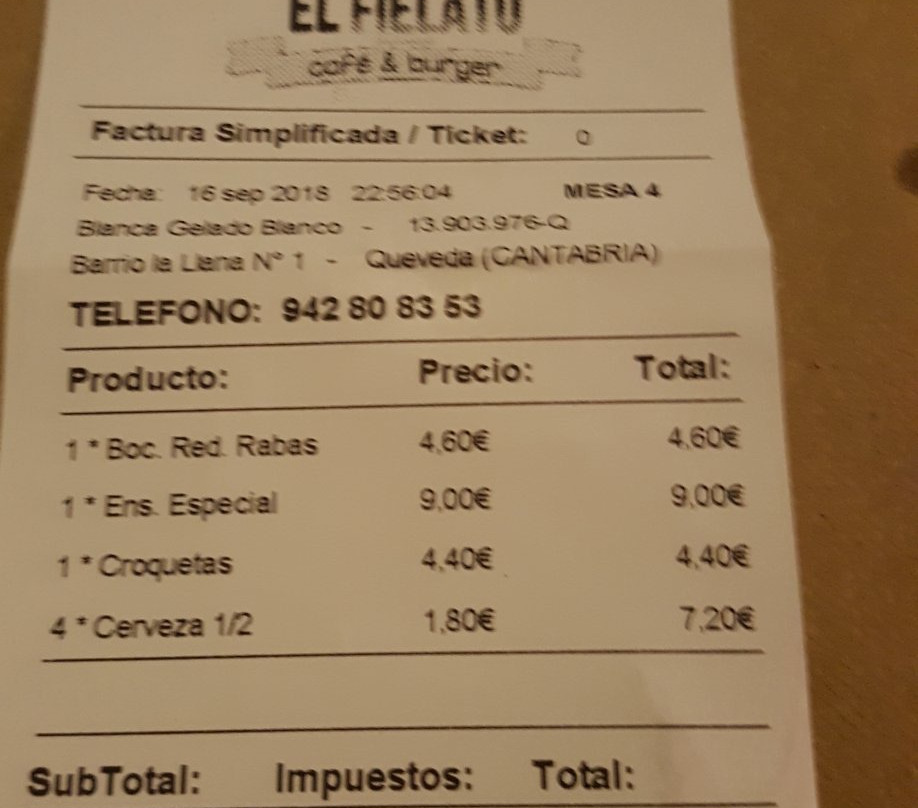 EL FIELATO
café & burger
Factura Simplificada / Ticket: 0
Fecha: 16 sep 2018 22:56:04 MESA 4
Blanca Gelado Blanco - 13.903.976-Q
Barrio la Llana Nº 1 - Queveda (CANTABRIA)
TELEFONO: 942 80 83 53
Producto: Precio: Total:
1 * Boc. Red. Rabas 4,60€ 4,60€
1 * Ens. Especial 9,00€ 9,00€
1 * Croquetas 4,40€ 4,40€
4 * Cerveza 1/2 1,80€ 7,20€
SubTotal: Impuestos: Total: